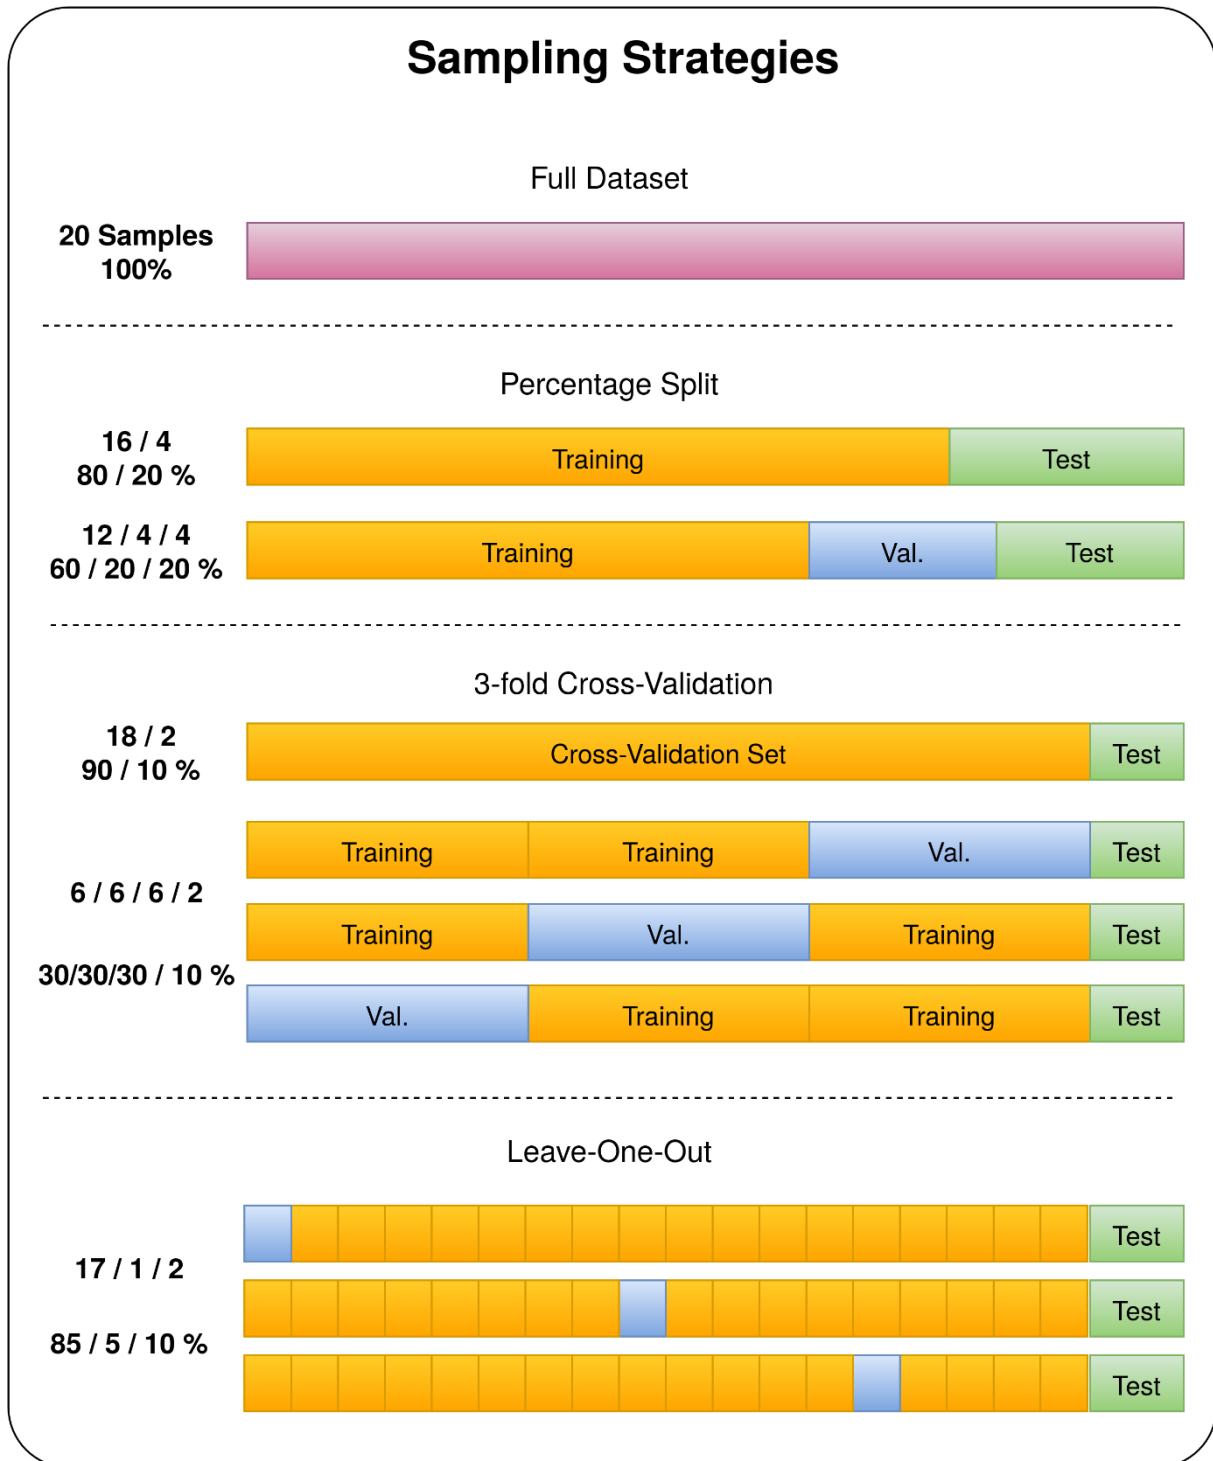 Sampling Strategies
Full Dataset
20 Samples
100%
Percentage Split
16 / 4
80 / 20 %
Training
Test
12 / 4 / 4
60 / 20 / 20 %
Training
Val.
Test
3-fold Cross-Validation
18 / 2
90 / 10 %
Cross-Validation Set
Test
6 / 6 / 6 / 2
30/30/30 / 10 %
Training
Training
Val.
Test
Training
Val.
Training
Test
Val.
Training
Training
Test
Leave-One-Out
17 / 1 / 2
85 / 5 / 10 %
Test
Test
Test